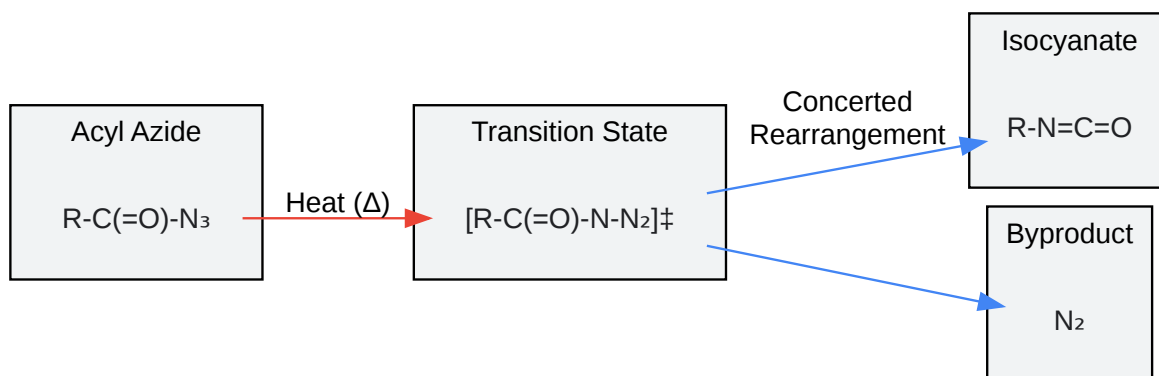 Acyl Azide
R-C(=O)-N₃
Heat (Δ)
Transition State
[R-C(=O)-N-N₂]‡
Concerted
Rearrangement
Isocyanate
R-N=C=O
Byproduct
N₂